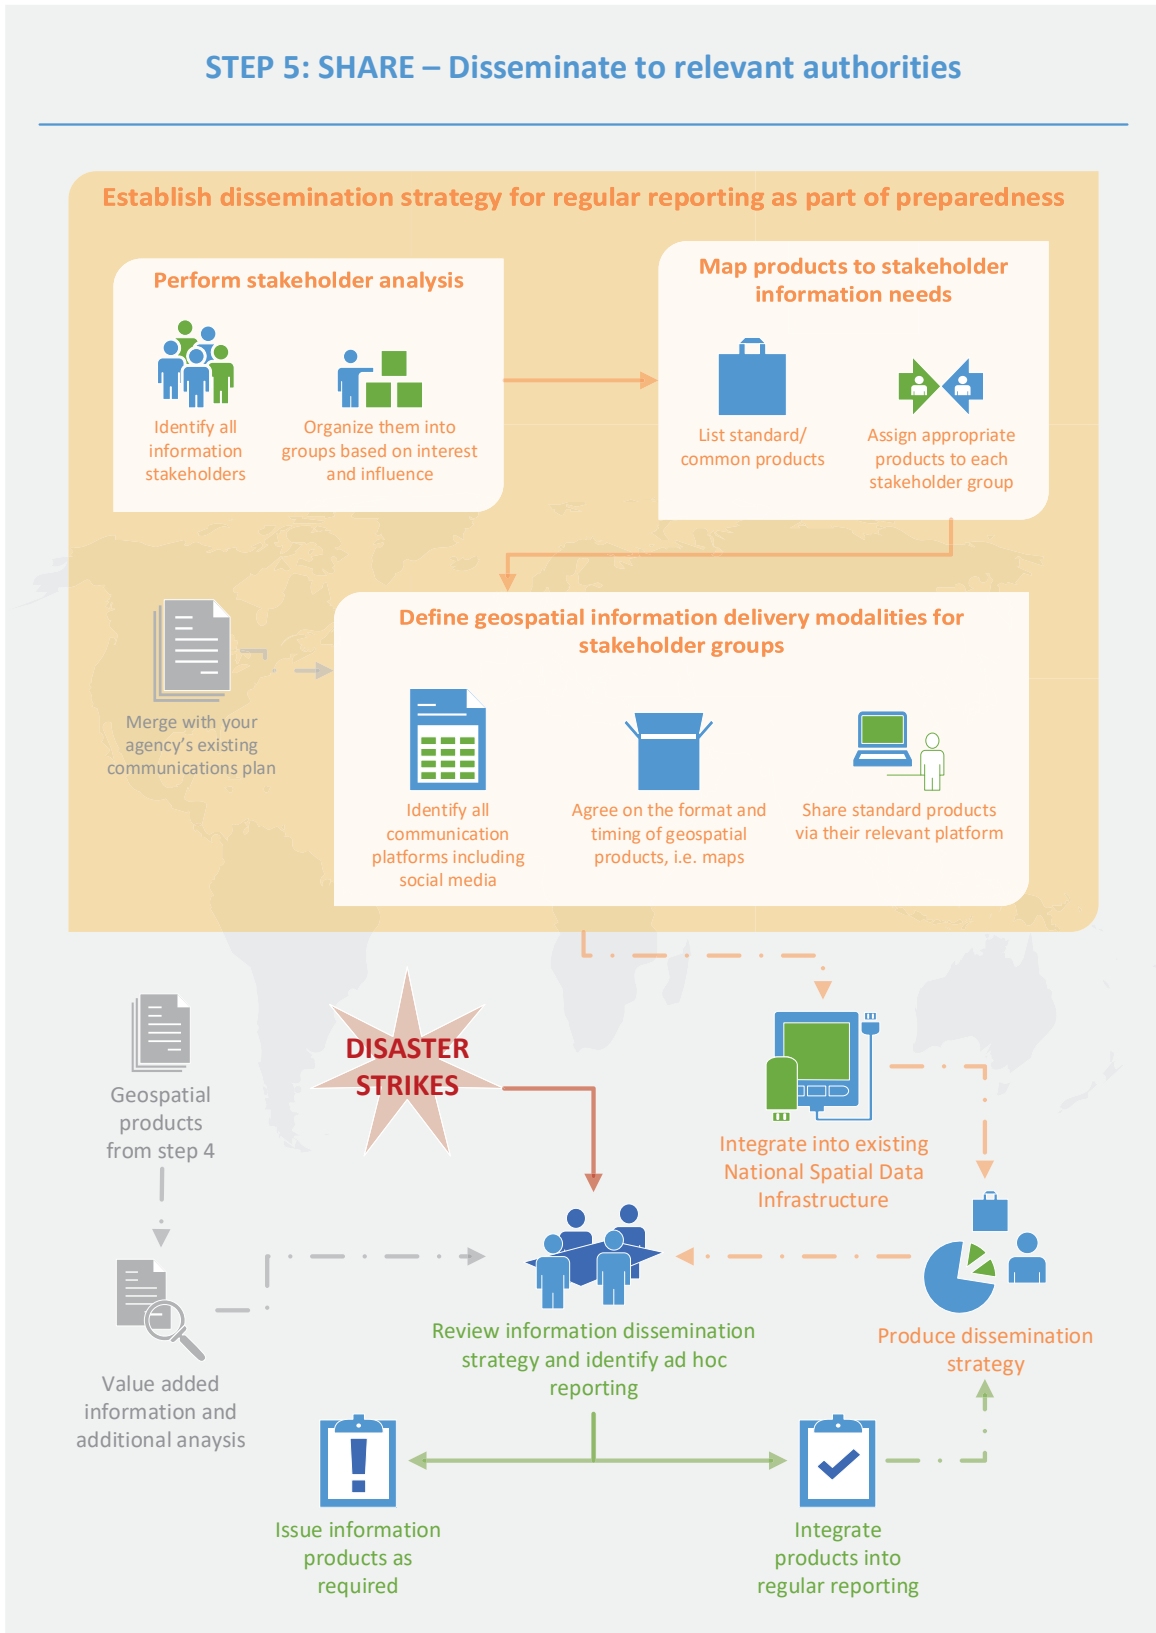 STEP 5: SHARE – Disseminate to relevant authorities
Establish dissemination strategy for regular reporting as part of preparedness
Perform stakeholder analysis
Identify all
information
stakeholders
Organize them into
groups based on interest
and influence
Map products to stakeholder
information needs
List standard/
common products
Assign appropriate
products to each
stakeholder group
Merge with your
agency's existing
communications plan
Define geospatial information delivery modalities for
stakeholder groups
Identify all
communication
platforms including
social media
Agree on the format and
timing of geospatial
products, i.e. maps
Share standard products
via their relevant platform
Geospatial
products
from step 4
DISASTER
STRIKES
Integrate into existing
National Spatial Data
Infrastructure
Value added
information and
additional anaysis
Review information dissemination
strategy and identify ad hoc
reporting
Produce dissemination
strategy
Issue information
products as
required
Integrate
products into
regular reporting